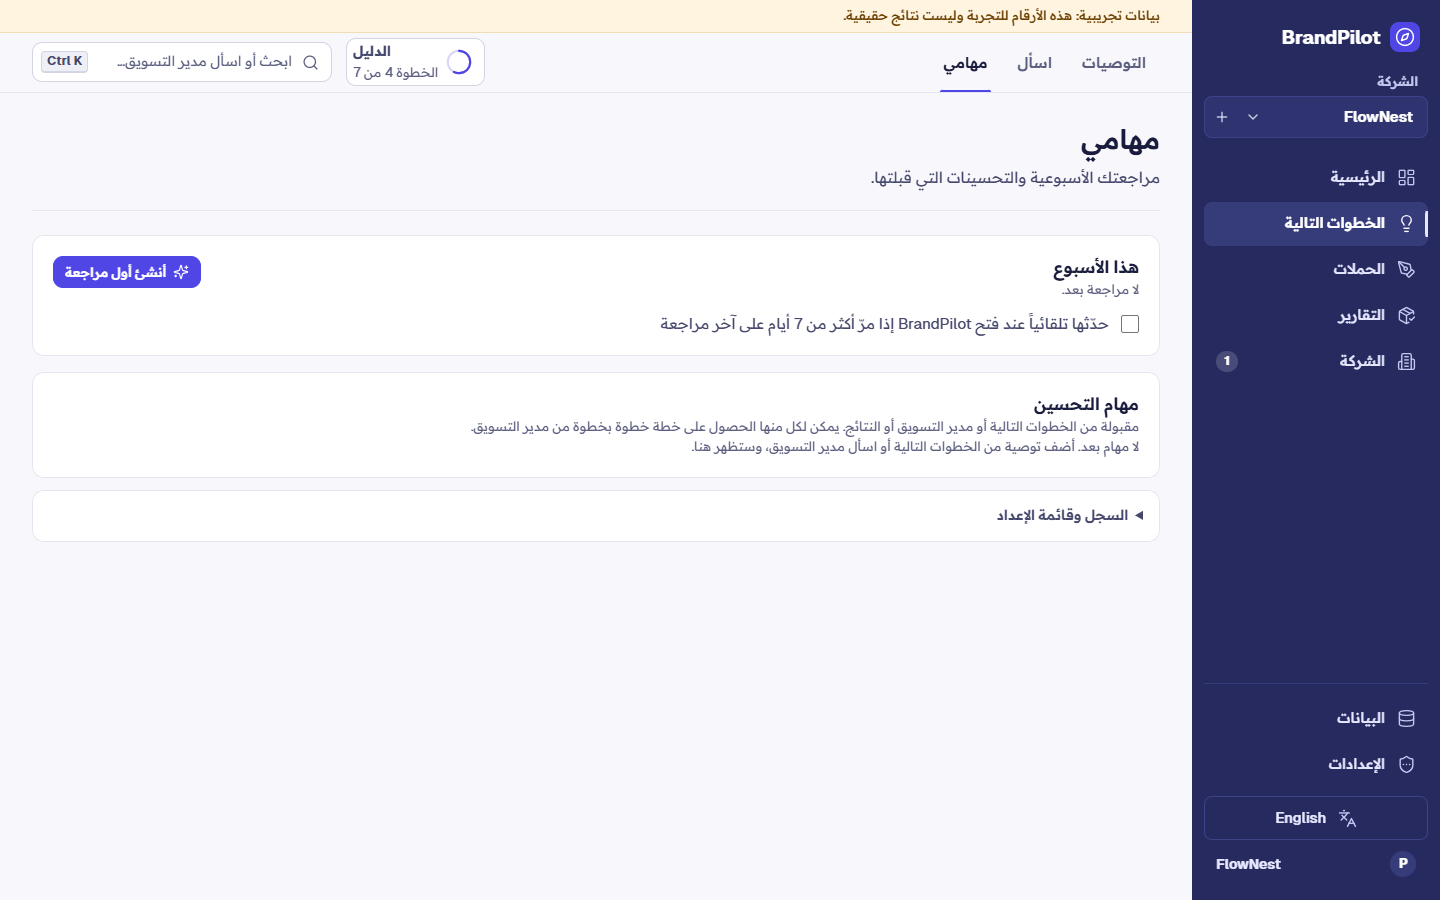 بيانات تجريبية: هذه الأرقام للتجربة وليست نتائج حقيقية.
BrandPilot
الشركة
FlowNest
الرئيسية
الخطوات التالية
الحملات
التقارير
الشركة
1
البيانات
الإعدادات
English
P
FlowNest
التوصيات
اسأل
مهامي
الدليل
الخطوة 4 من 7
ابحث أو اسأل مدير التسويق...
Ctrl K
مهامي
مراجعتك الأسبوعية والتحسينات التي قبلتها.
هذا الأسبوع
لا مراجعة بعد.
أنشئ أول مراجعة
حدّثها تلقائياً عند فتح BrandPilot إذا مرّ أكثر من 7 أيام على آخر مراجعة
مهام التحسين
مقبولة من الخطوات التالية أو مدير التسويق أو النتائج. يمكن لكل منها الحصول على خطة خطوة بخطوة من مدير التسويق.
لا مهام بعد. أضف توصية من الخطوات التالية أو اسأل مدير التسويق، وستظهر هنا.
السجل وقائمة الإعداد